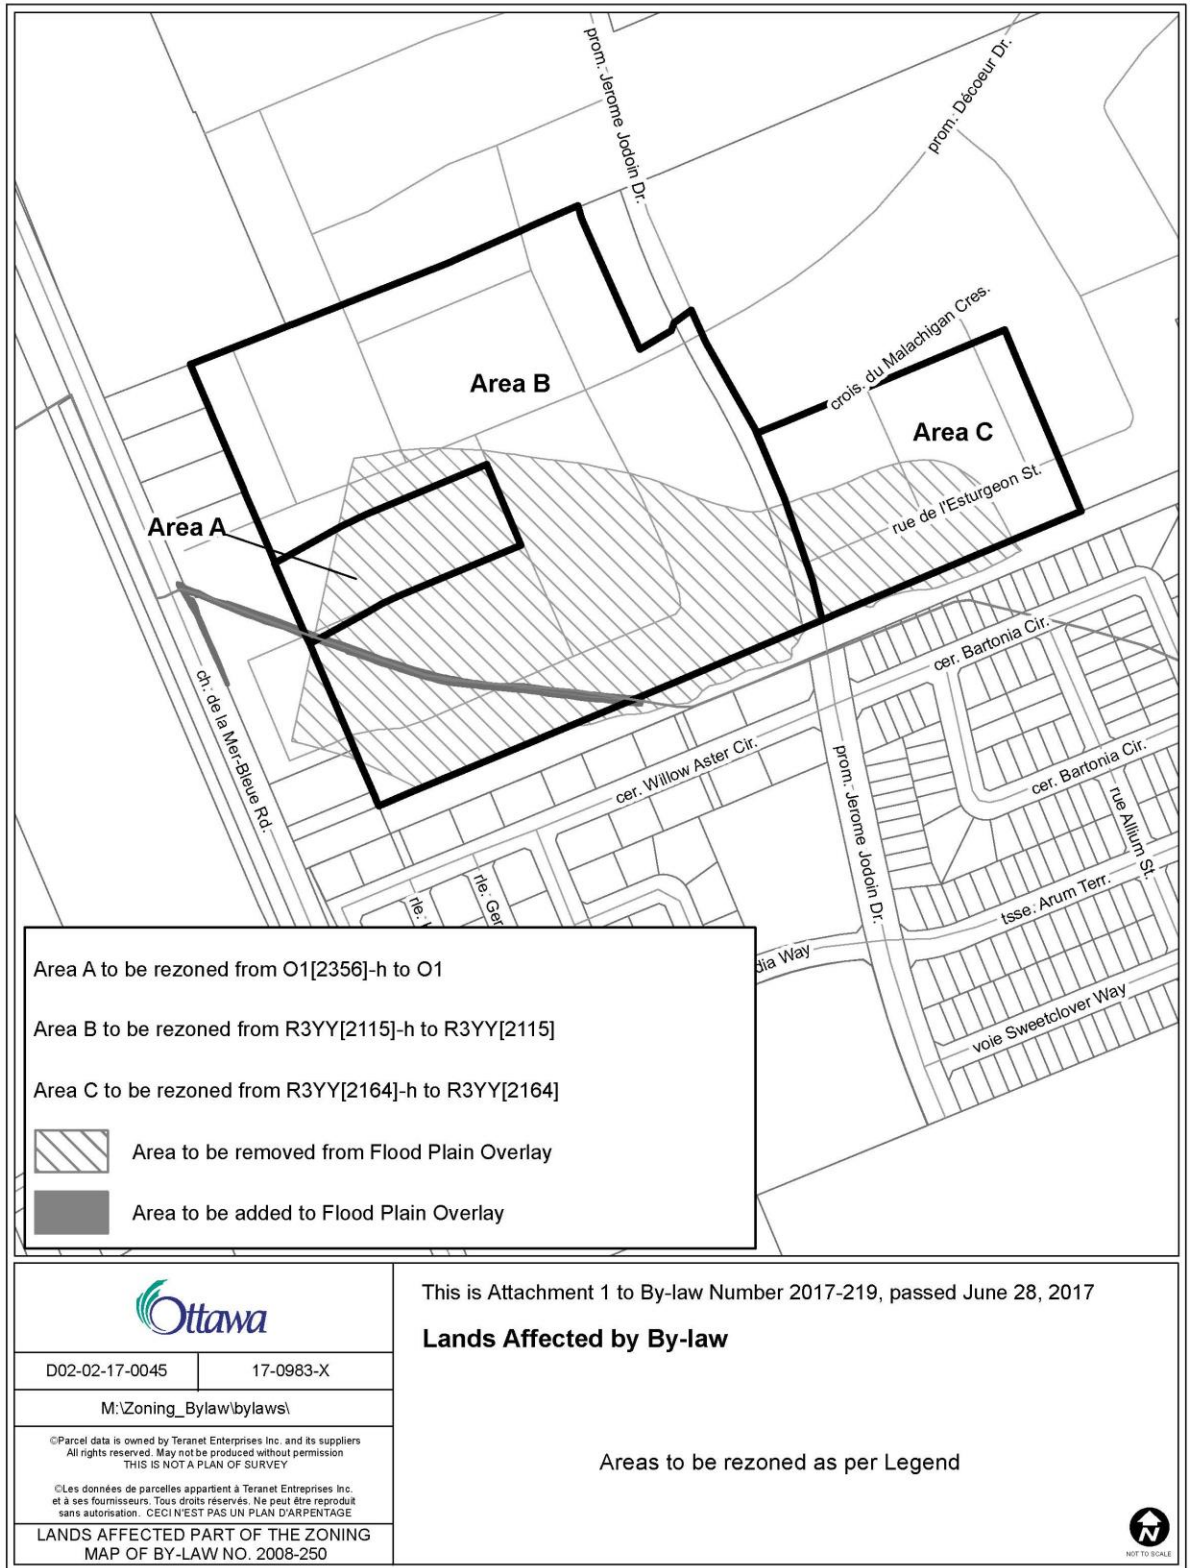 prom. Jerome Jodoin Dr.
prom. Décoeur Dr.
crois. du Malachigan Cres.
Area B
Area C
rue de l'Esturgeon St.
Area A
cer. Bartonia Cir.
ch. de la Mer-Bleue Rd.
cer. Willow Aster Cir.
prom. Jerome Jodoin Dr.
cer. Bartonia Cir.
rue Allium St.
rle.
rle. Ger
tsse. Arum Terr.
dia Way
voie Sweetclover Way
Area A to be rezoned from O1[2356]-h to O1
Area B to be rezoned from R3YY[2115]-h to R3YY[2115]
Area C to be rezoned from R3YY[2164]-h to R3YY[2164]
Area to be removed from Flood Plain Overlay
Area to be added to Flood Plain Overlay
Ottawa
D02-02-17-0045
17-0983-X
M:\Zoning_Bylaw\bylaws\
©Parcel data is owned by Teranet Enterprises Inc. and its suppliers
All rights reserved. May not be produced without permission
THIS IS NOT A PLAN OF SURVEY
©Les données de parcelles appartient à Teranet Entreprises Inc.
et à ses fournisseurs. Tous droits réservés. Ne peut être reproduit
sans autorisation. CECI N'EST PAS UN PLAN D'ARPENTAGE
LANDS AFFECTED PART OF THE ZONING
MAP OF BY-LAW NO. 2008-250
This is Attachment 1 to By-law Number 2017-219, passed June 28, 2017
Lands Affected by By-law
Areas to be rezoned as per Legend
N
NOT TO SCALE